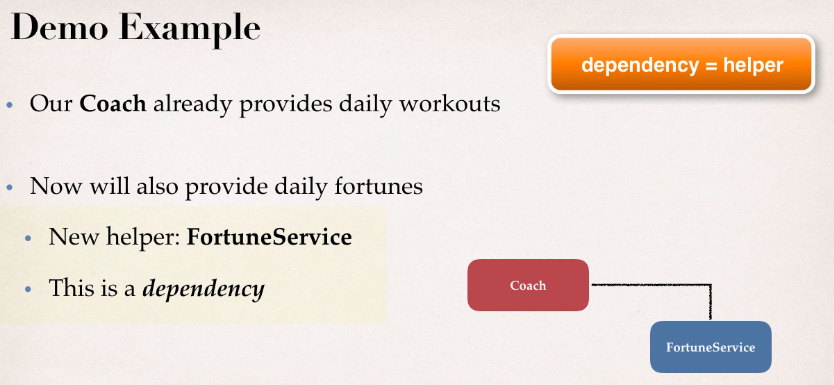 Demo Example
dependency = helper
• Our Coach already provides daily workouts
• Now will also provide daily fortunes
• New helper: FortuneService
• This is a dependency
Coach
FortuneService